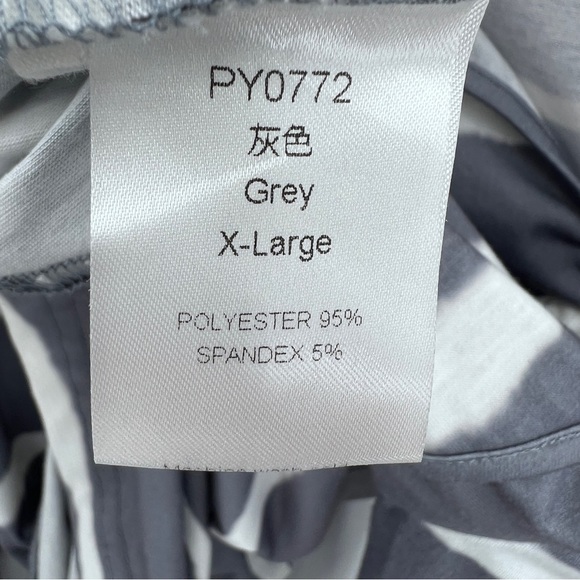 PY0772
灰色
Grey
X-Large
POLYESTER 95%
SPANDEX 5%